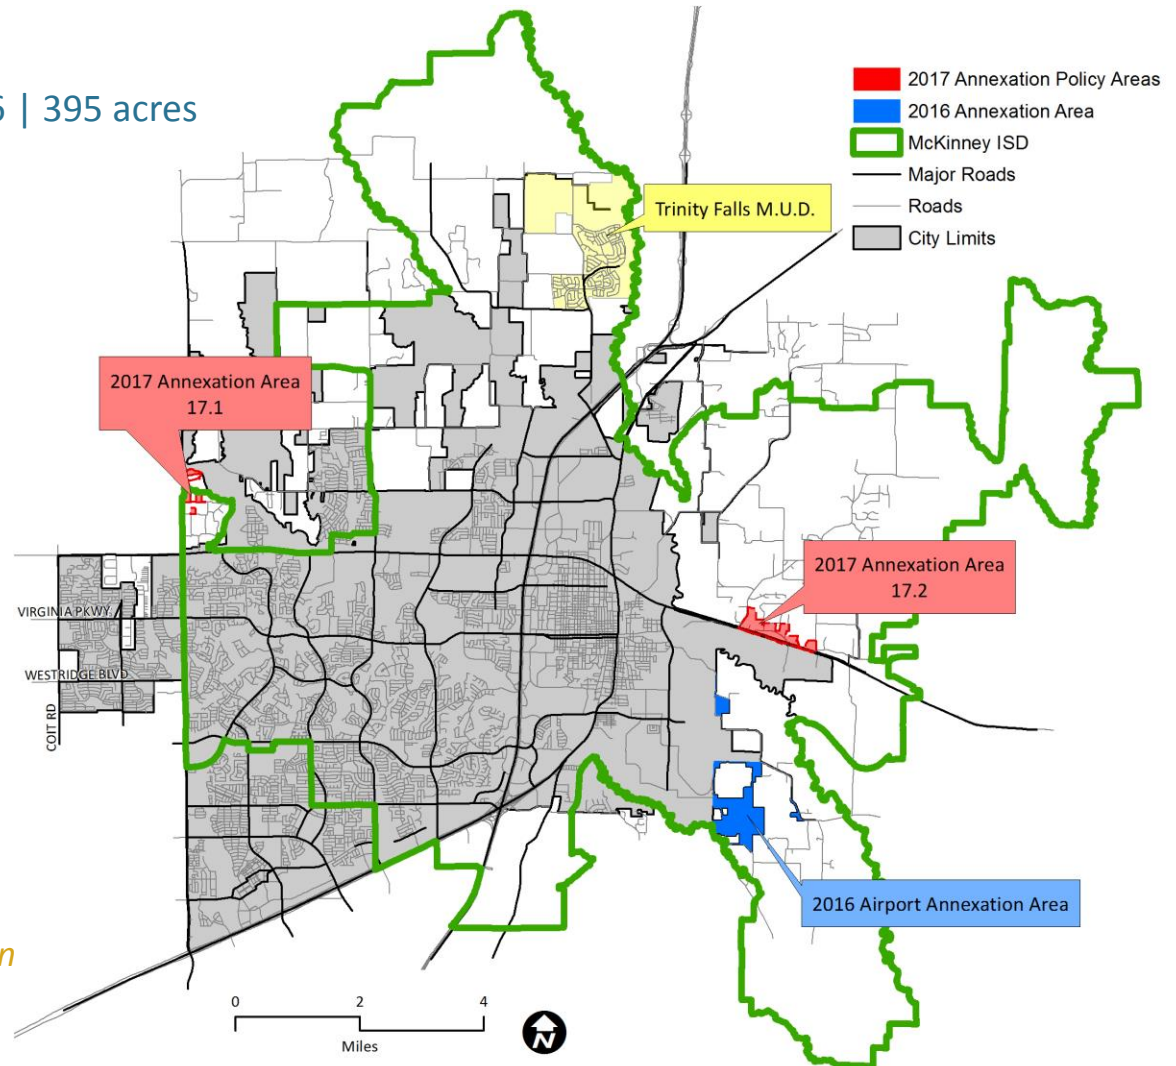 | 395 acres
2017 Annexation Policy Areas
2016 Annexation Area
McKinney ISD
Major Roads
Roads
City Limits
Trinity Falls M.U.D.
2017 Annexation Area
17.1
2017 Annexation Area
17.2
VIRGINIA PKWY
WESTRIDGE BLVD
COIT RD
2016 Airport Annexation Area
0 2 4
Miles
N